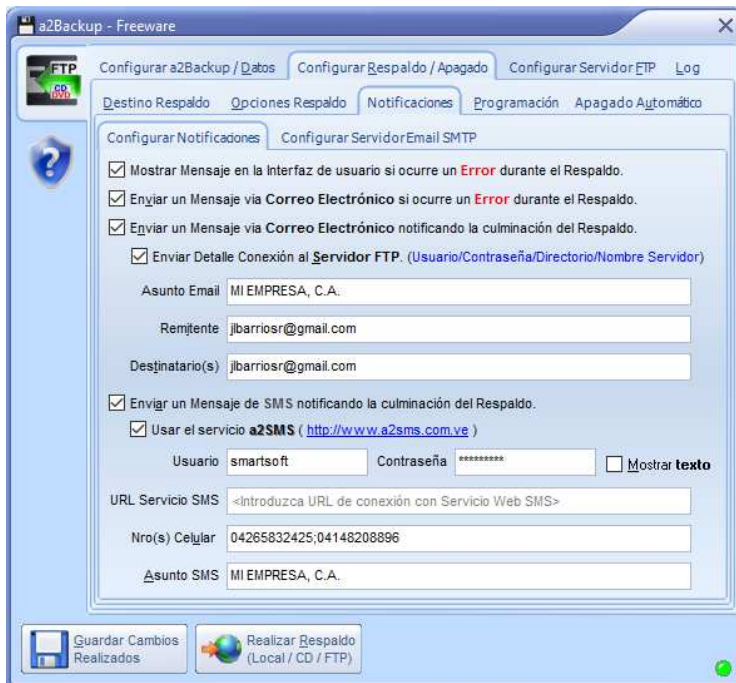 a2Backup - Freeware
FTP
CD
DVD
Configurar a2Backup / Datos Configurar Respaldo / Apagado Configurar Servidor FTP Log
Destino Respaldo Opciones Respaldo Notificaciones Programación Apagado Automático
Configurar Notificaciones Configurar Servidor Email SMTP
Mostrar Mensaje en la Interfaz de usuario si ocurre un Error durante el Respaldo.
Enviar un Mensaje via Correo Electrónico si ocurre un Error durante el Respaldo.
Enviar un Mensaje via Correo Electrónico notificando la culminación del Respaldo.
Enviar Detalle Conexión al Servidor FTP. (Usuario/Contraseña/Directorio/Nombre Servidor)
Asunto Email MI EMPRESA, C.A.
Remitente jlbarriosr@gmail.com
Destinatario(s) jlbarriosr@gmail.com
Enviar un Mensaje de SMS notificando la culminación del Respaldo.
Usar el servicio a2SMS ( http://www.a2sms.com.ve )
Usuario smartsoft Contraseña ********* Mostrar texto
URL Servicio SMS <Introduzca URL de conexión con Servicio Web SMS>
Nro(s) Celular 04265832425;04148208896
Asunto SMS MI EMPRESA, C.A.
Guardar Cambios Realizados
Realizar Respaldo (Local / CD / FTP)